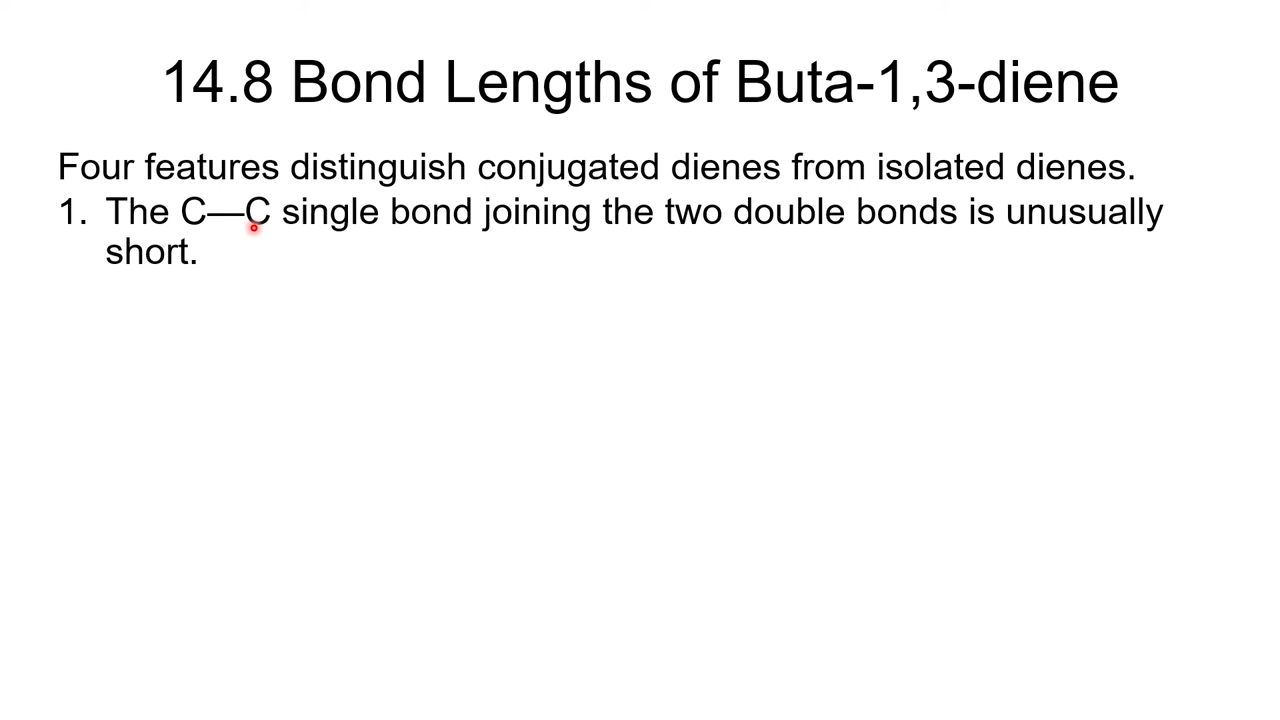 14.8 Bond Lengths of Buta-1,3-diene
Four features distinguish conjugated dienes from isolated dienes.
1. The C—C single bond joining the two double bonds is unusually
short.